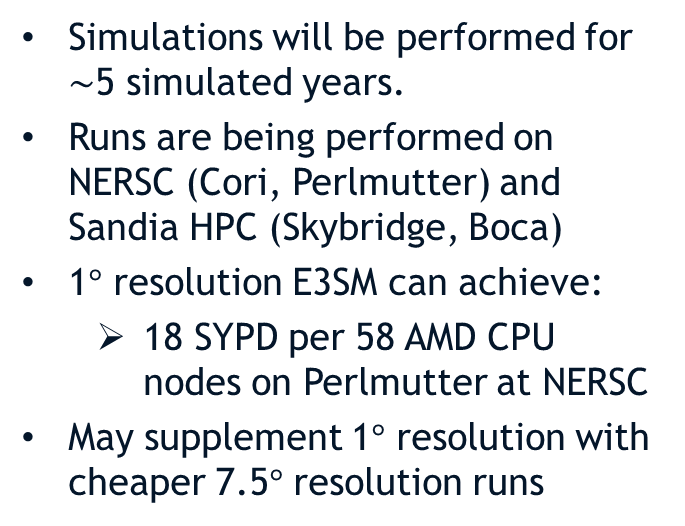 • Simulations will be performed for
~5 simulated years.
• Runs are being performed on
NERSC (Cori, Perlmutter) and
Sandia HPC (Skybridge, Boca)
• 1° resolution E3SM can achieve:
➢ 18 SYPD per 58 AMD CPU
nodes on Perlmutter at NERSC
• May supplement 1° resolution with
cheaper 7.5° resolution runs